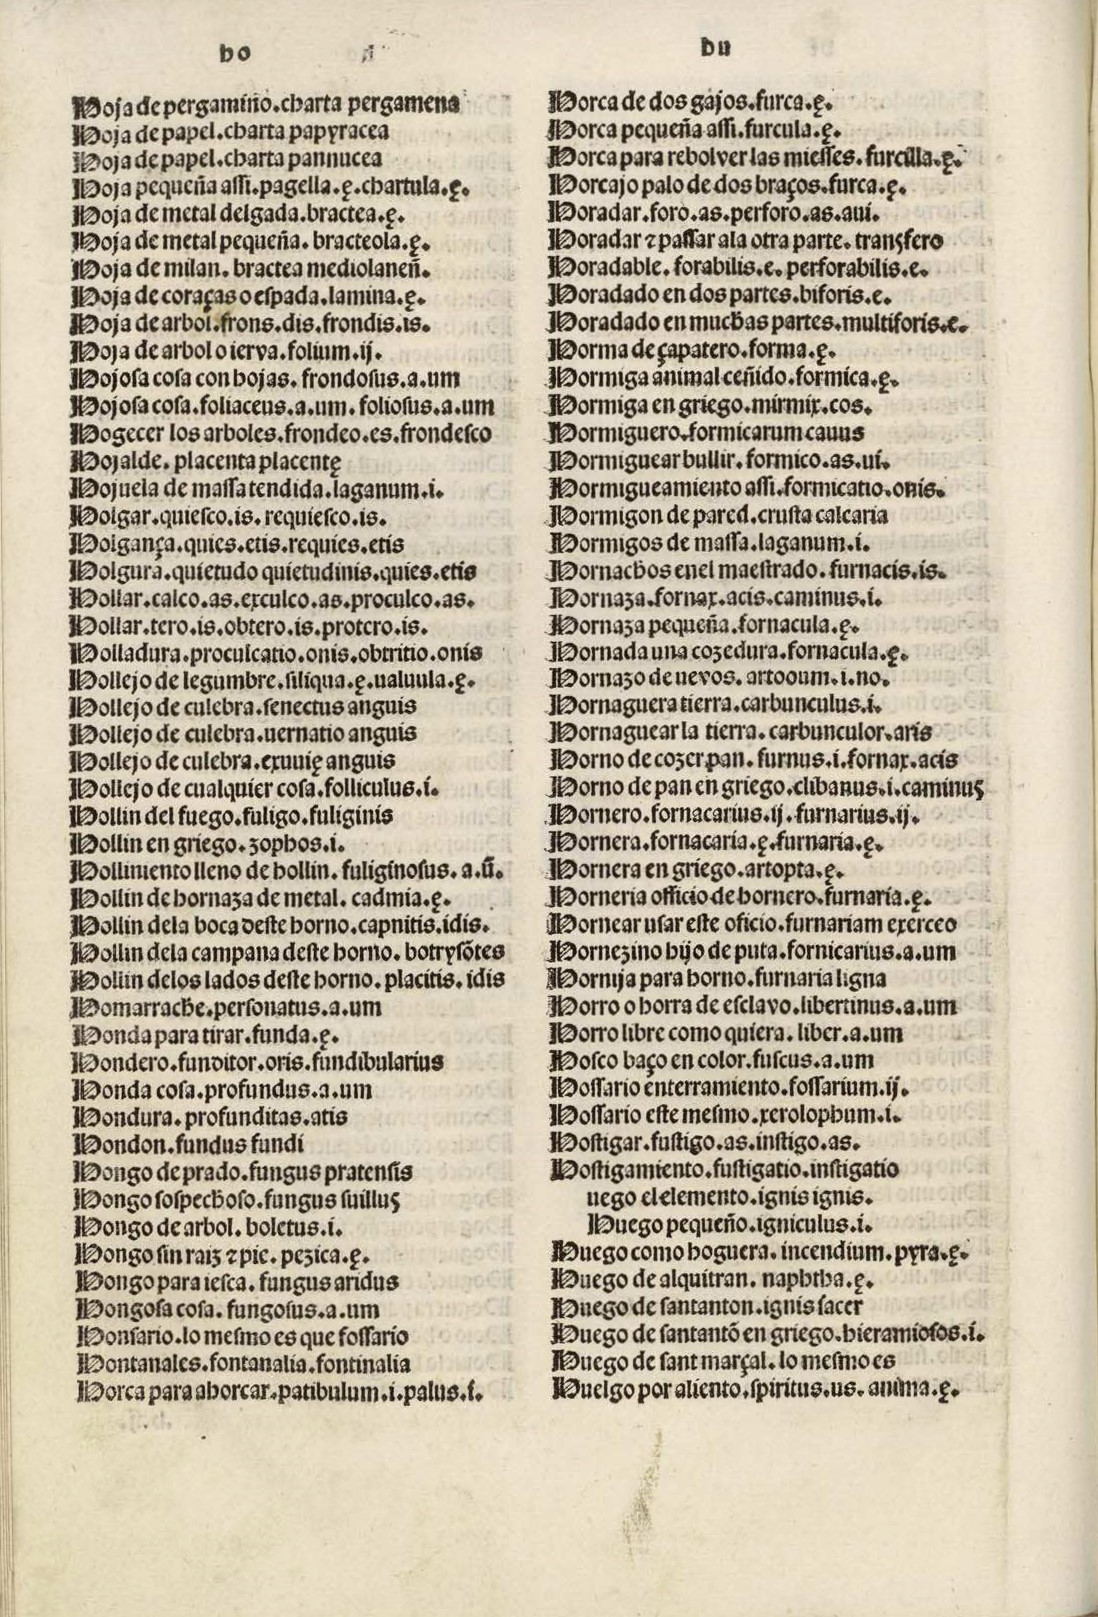 ho
Hoja de pergamino.charta pergamena
Hoja de papel.charta papyracea
Hoja de papel.charta pannucea
Hoja pequeña assi.pagella.ę.chartula.ę.
Hoja de metal delgada.bractea.ę.
Hoja de metal pequeña.bracteola.ę.
Hoja de milan.bractea mediolaneñ.
Hoja de coraças o espada.lamina.ę.
Hoja de arbol.frons.dis.frondis.is.
Hoja de arbol o ierva.folium.ij.
Hojosa cosa con hojas.frondosus.a.um
Hojosa cosa.foliaceus.a.um.foliosus.a.um
Hogecer los arboles.frondeo.es.frondesco
Hojalde.placenta placentę
Hojuela de massa tendida.laganum.i.
Holgar.quiesco.is.requiesco.is.
Holgança.quies.etis.requies.etis
Holgura.quietudo quietudinis.quies.etis
Hollar.calco.as.exculco.as.proculco.as.
Hollar.tero.is.obtero.is.protero.is.
Holladura.proculcatio.onis.obtritio.onis
Hollejo de legumbre.siliqua.ę.valuula.ę.
Hollejo de culebra.senectus anguis
Hollejo de culebra.uernatio anguis
Hollejo de culebra.exuuię anguis
Hollejo de cualquier cosa.folliculus.i.
Hollin del fuego.fuligo.fuliginis
Hollin en griego.zophos.i.
Holliniento lleno de hollin.fuliginosus.a.ũ.
Hollin de hornaza de metal.cadmia.ę.
Hollin dela boca deste horno.capnitis.idis.
Hollin dela campana deste horno.botrysõtes
Hollin delos lados deste horno.placitis.idis
Homarrache.personatus.a.um
Honda para tirar.funda.ę.
Hondero.funditor.oris.fundibularius
Honda cosa.profundus.a.um
Hondura.profunditas.atis
Hondon.fundus fundi
Hongo de prado.fungus pratensis
Hongo sospechoso.fungus suillus
Hongo de arbol.boletus.i.
Hongo sin raiz ⁊ pie.pezica.ę.
Hongo para iesca.fungus aridus
Hongosa cosa.fungosus.a.um
Honsario.lo mesmo es que fossario
Hontanales.fontanalia.fontinalia
Horca para ahorcar.patibulum.i.palus.i.
hu
Horca de dos gajos.furca.ę.
Horca pequeña assi.furcula.ę.
Horca para rebolver las miesses.furcilla.ę.
Horcajo palo de dos braços.furca.ę.
Horadar.foro.as.perforo.as.aui.
Horadar ⁊ passar ala otra parte.transfero
Horadable.forabilis.e.perforabilis.e.
Horadado en dos partes.biforis.e.
Horadado en muchas partes.multiforis.e.
Horma de çapatero.forma.ę.
Hormiga animal ceñido.formica.ę.
Hormiga en griego.mirmix.cos.
Hormiguero.formicarum cauus
Hormiguear bullir.formico.as.ui.
Hormigueamiento assi.formicatio.onis.
Hormigon de pared.crusta calcaria
Hormigos de massa.laganum.i.
Hornachos enel maestrado.furnacis.is.
Hornaza.fornax.acis.caminus.i.
Hornaza pequeña.fornacula.ę.
Hornada una cozedura.fornacula.ę.
Hornazo de uevos.artooum.i.no.
Hornaguera tierra.carbunculus.i.
Hornaguear la tierra.carbunculor.aris
Horno de cozer pan.furnus.i.fornax.acis
Horno de pan en griego.clibanus.i.caminus
Hornero.fornacarius.ij.furnarius.ij.
Hornera.fornacaria.ę.furnaria.ę.
Hornera en griego.artopta.ę.
Horneria officio de hornero.furnaria.ę.
Hornear usar este oficio.furnariam exerceo
Hornezino hijo de puta.fornicarius.a.um
Hornija para horno.furnaria ligna
Horro o horra de esclavo.libertinus.a.um
Horro libre como quiera.liber.a.um
Hosco baço en color.fuscus.a.um
Hossario enterramiento.fossarium.ij.
Hossario este mesmo.xerolophum.i.
Hostigar.fustigo.as.instigo.as.
Hostigamiento.fustigatio.instigatio
uego el elemento.ignis ignis.
Huego pequeño.igniculus.i.
Huego como hoguera.incendium.pyra.ę.
Huego de alquitran.naphtha.ę.
Huego de santanton.ignis sacer
Huego de santantõ en griego.hieramiosos.i.
Huego de sant marçal.lo mesmo es
Huelgo por aliento.spiritus.us.anima.ę.